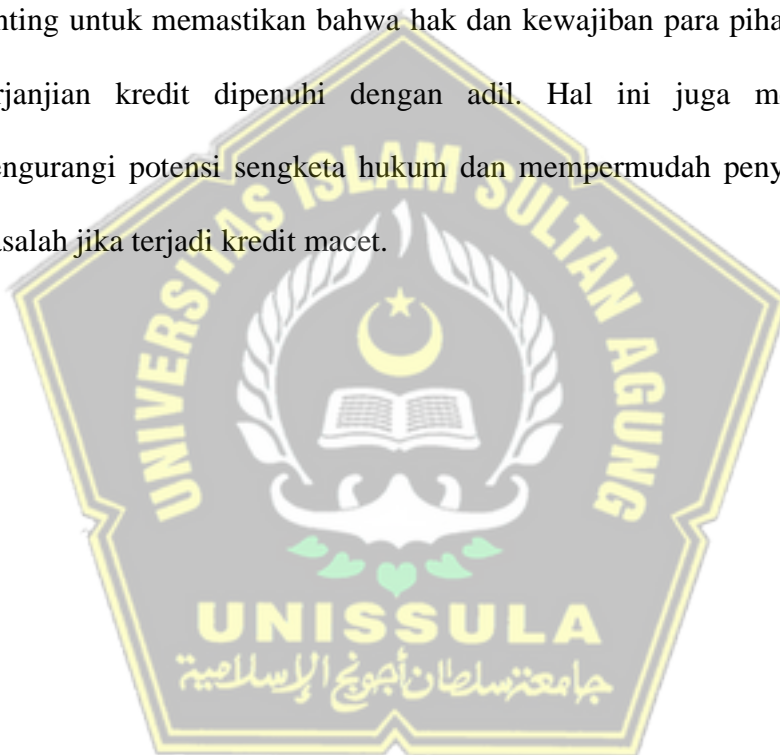 nting untuk memastikan bahwa hak dan kewajiban para piha
rjanjian kredit dipenuhi dengan adil. Hal ini juga m
engurangi potensi sengketa hukum dan mempermudah peny
asalah jika terjadi kredit macet.
UNIVERSITAS ISLAM SULTAN AGUNG
UNISSULA
جامعة سلطان أجونج الإسلامية